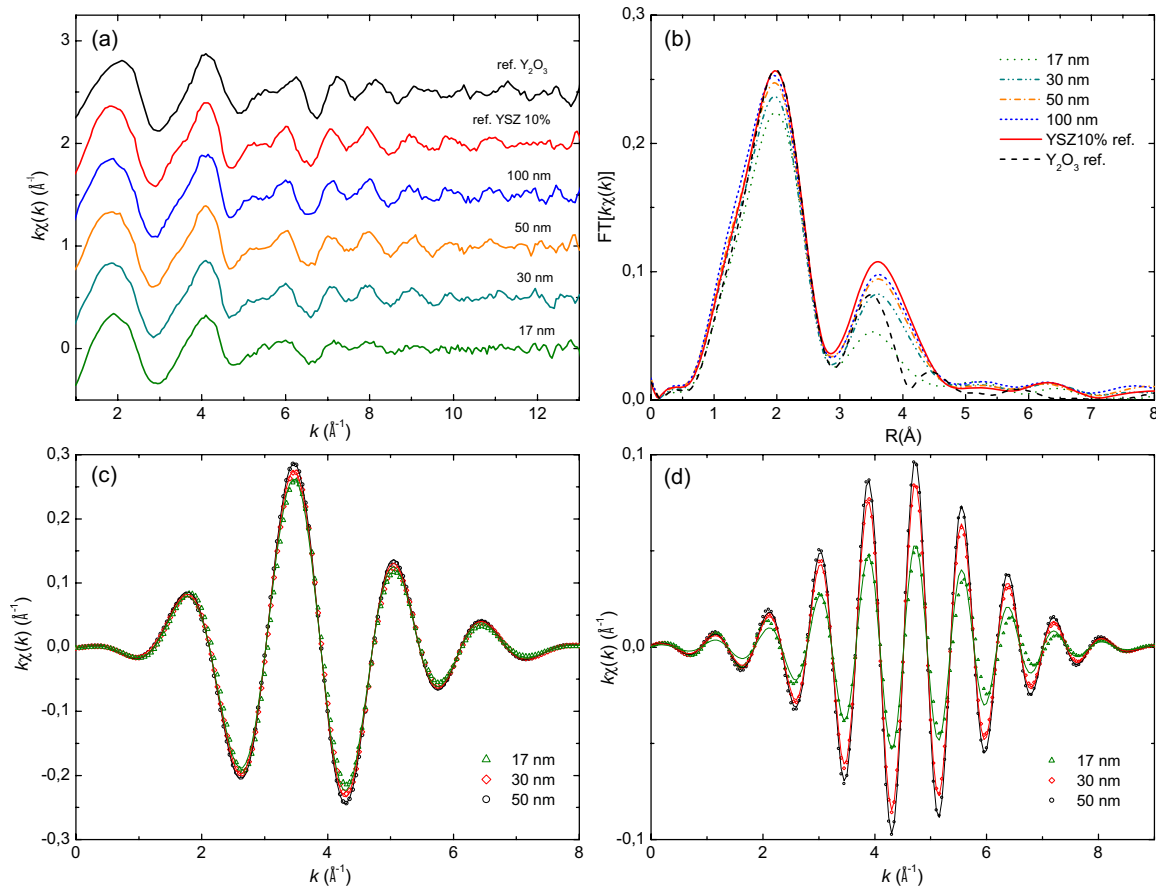 (a)
3
2
1
0
kχ(k) (Å⁻¹)
ref. Y₂O₃
ref. YSZ 10%
100 nm
50 nm
30 nm
17 nm
2 4 6 8 10 12
k (Å⁻¹)
(b)
0,3
0,2
0,1
0,0
FT[kχ(k)]
17 nm
30 nm
50 nm
100 nm
YSZ10% ref.
Y₂O₃ ref.
0 1 2 3 4 5 6 7 8
R(Å)
(c)
0,3
0,2
0,1
0,0
-0,1
-0,2
-0,3
kχ(k) (Å⁻¹)
17 nm
30 nm
50 nm
0 2 4 6 8
k (Å⁻¹)
(d)
0,1
0,0
-0,1
kχ(k) (Å⁻¹)
17 nm
30 nm
50 nm
0 1 2 3 4 5 6 7 8 9
k (Å⁻¹)